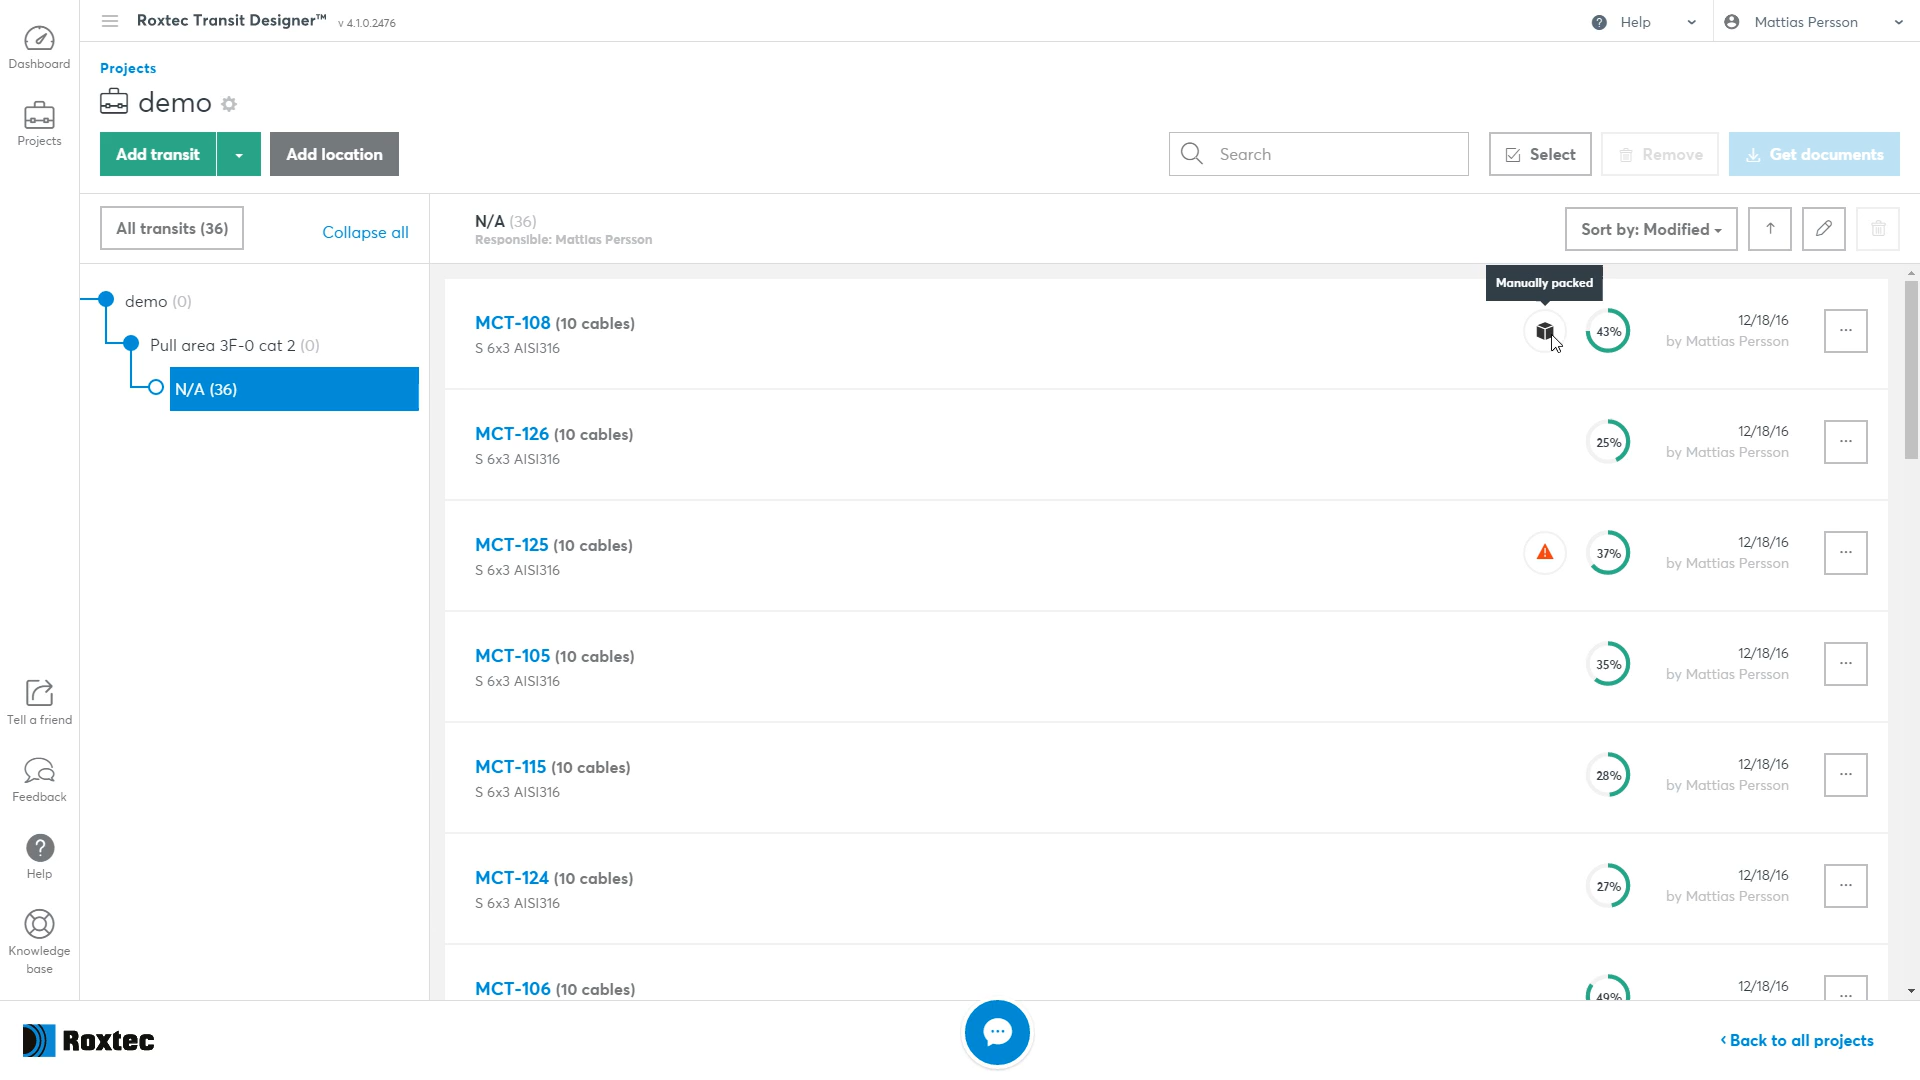 Roxtec Transit Designer™ v 4.1.0.2476
Help
Mattias Persson
Dashboard
Projects
Tell a friend
Feedback
Help
Knowledge
base
Projects
demo
Add transit
Add location
Search
Select
Remove
Get documents
All transits (36)
Collapse all
demo (0)
Pull area 3F-0 cat 2 (0)
N/A (36)
N/A (36)
Responsible: Mattias Persson
Sort by: Modified
Manually packed
MCT-108 (10 cables)
S 6x3 AISI316
43%
12/18/16
by Mattias Persson
MCT-126 (10 cables)
S 6x3 AISI316
25%
12/18/16
by Mattias Persson
MCT-125 (10 cables)
S 6x3 AISI316
37%
12/18/16
by Mattias Persson
MCT-105 (10 cables)
S 6x3 AISI316
35%
12/18/16
by Mattias Persson
MCT-115 (10 cables)
S 6x3 AISI316
28%
12/18/16
by Mattias Persson
MCT-124 (10 cables)
S 6x3 AISI316
27%
12/18/16
by Mattias Persson
MCT-106 (10 cables)
49%
12/18/16
Roxtec
‹ Back to all projects